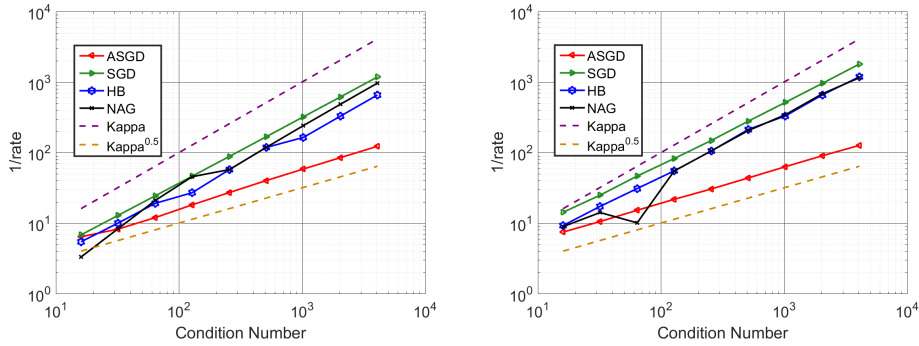 10^4
10^3
10^2
10^1
10^0
1/rate
ASGD
SGD
HB
NAG
Kappa
Kappa^0.5
10^1
10^2
10^3
10^4
Condition Number
10^4
10^3
10^2
10^1
10^0
1/rate
ASGD
SGD
HB
NAG
Kappa
Kappa^0.5
10^1
10^2
10^3
10^4
Condition Number